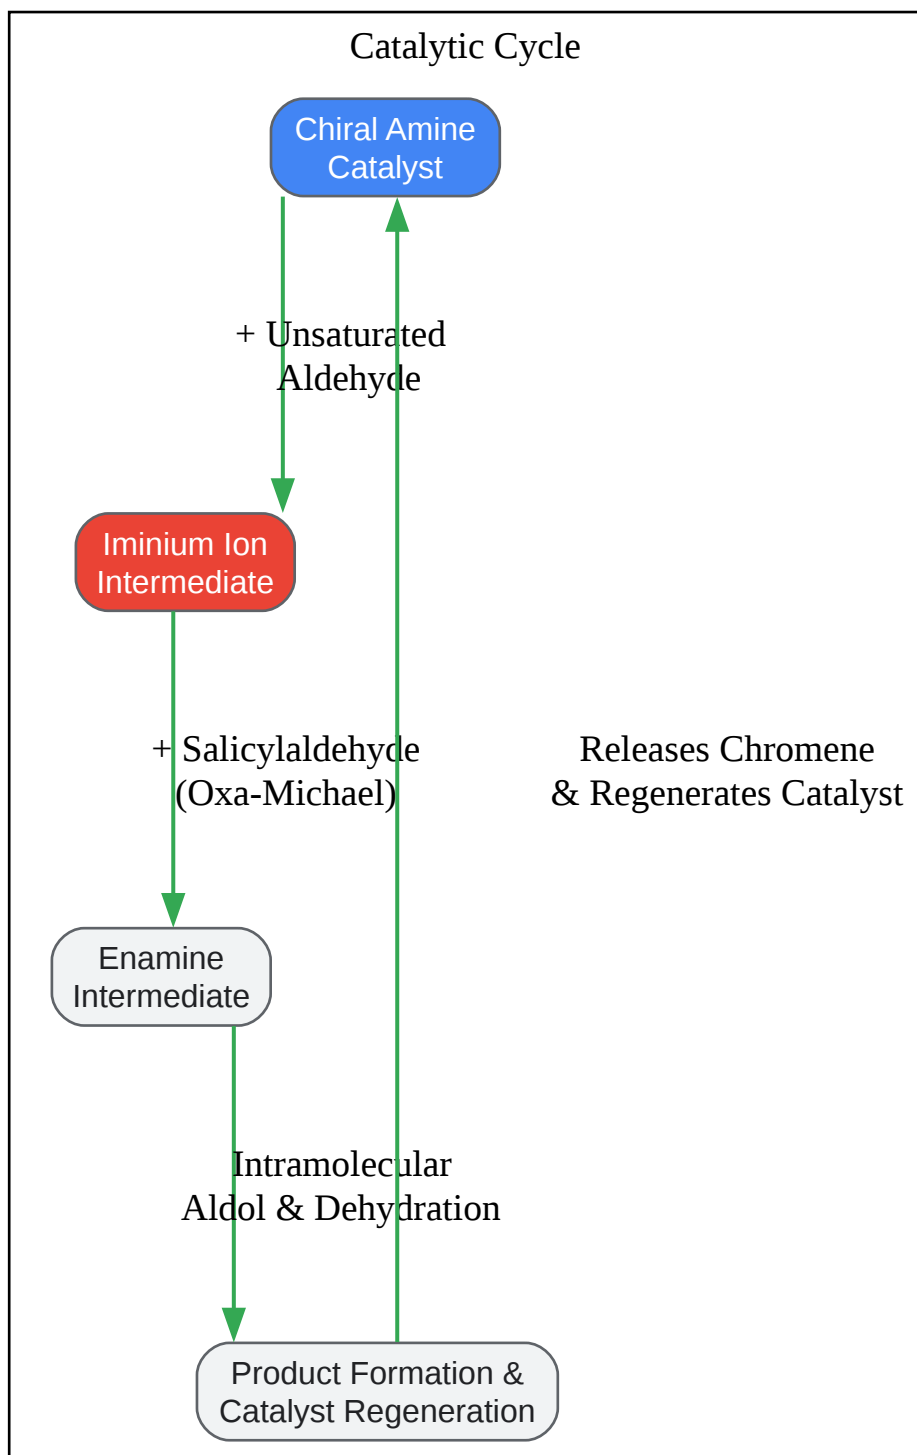 Catalytic Cycle
Chiral Amine
Catalyst
+ Unsaturated
Aldehyde
Iminium Ion
Intermediate
+ Salicylaldehyde
(Oxa-Michael)
Releases Chromene
& Regenerates Catalyst
Enamine
Intermediate
Intramolecular
Aldol & Dehydration
Product Formation &
Catalyst Regeneration